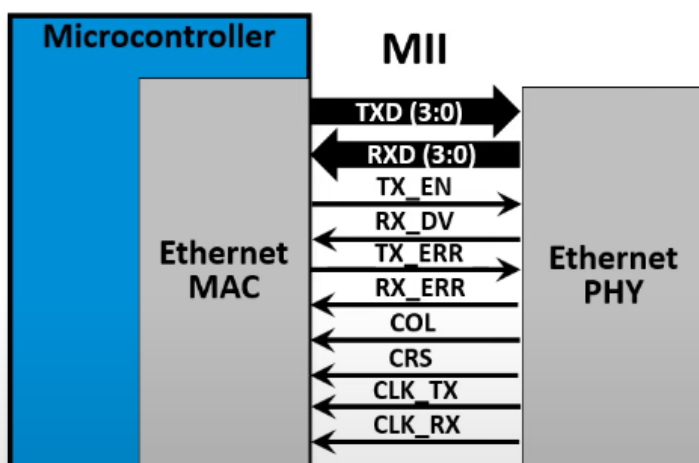 Microcontroller
MII
TXD (3:0)
RXD (3:0)
TX_EN
RX_DV
TX_ERR
RX_ERR
COL
CRS
CLK_TX
CLK_RX
Ethernet
MAC
Ethernet
PHY